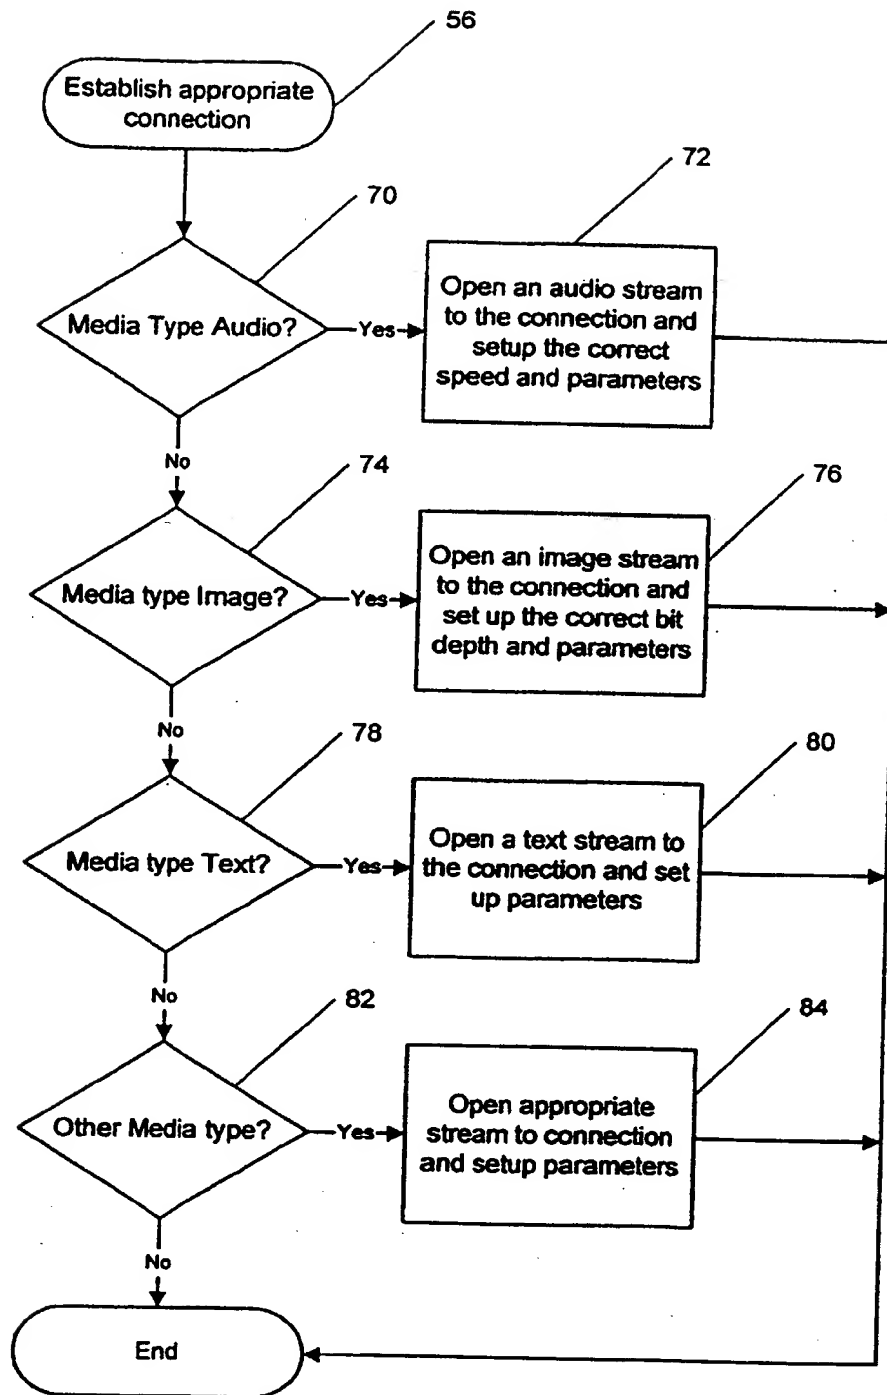 56
Establish appropriate
connection
70
72
Media Type Audio?
Yes
Open an audio stream
to the connection and
setup the correct
speed and parameters
No
74
76
Media type Image?
Yes
Open an image stream
to the connection and
set up the correct bit
depth and parameters
No
78
80
Media type Text?
Yes
Open a text stream to
the connection and set
up parameters
No
82
84
Other Media type?
Yes
Open appropriate
stream to connection
and setup parameters
No
End